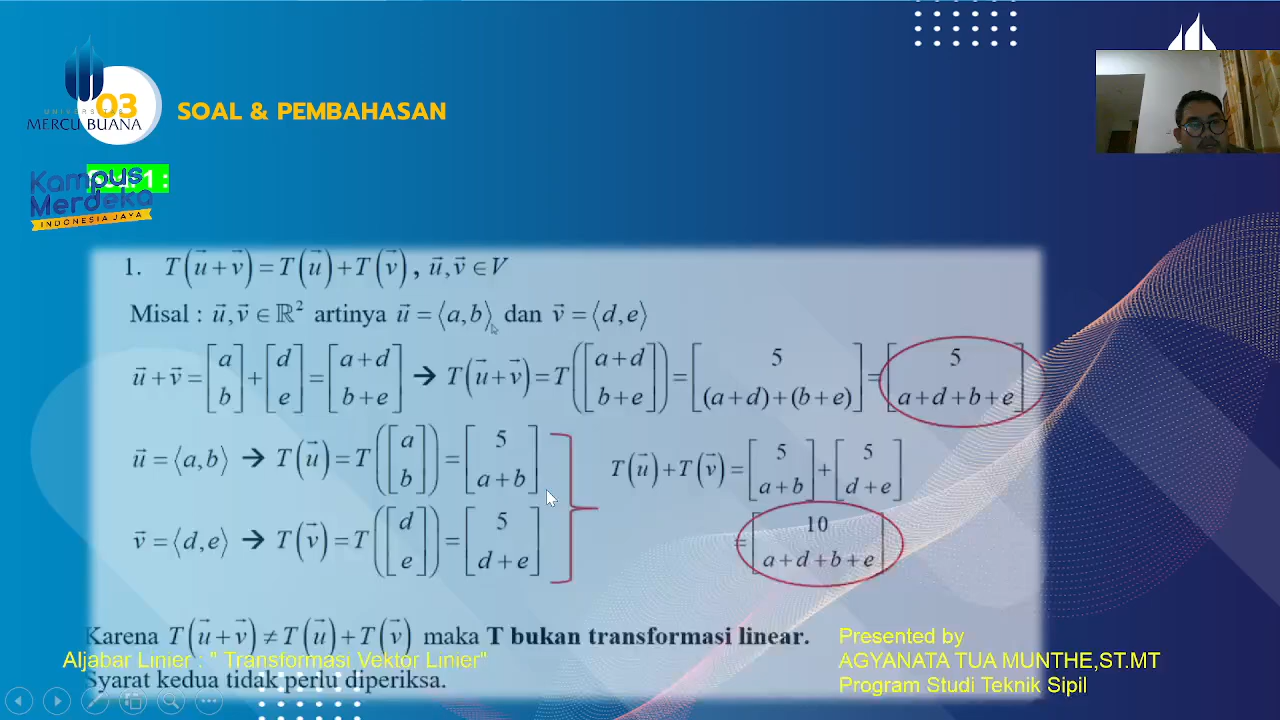 03
UNIVERSITAS
MERCU BUANA
SOAL & PEMBAHASAN
Kampus
Merdeka
INDONESIA JAYA
1 :
1. T(u⃗+v⃗)=T(u⃗)+T(v⃗), u⃗,v⃗ ∈ V
Misal : u⃗,v⃗ ∈ ℝ² artinya u⃗ = ⟨a,b⟩ dan v⃗ = ⟨d,e⟩
u⃗+v⃗ = [a b] + [d e] = [a+d b+e] ➔ T(u⃗+v⃗) = T([a+d b+e]) = [5 (a+d)+(b+e)] = [5 a+d+b+e]
u⃗ = ⟨a,b⟩ ➔ T(u⃗) = T([a b]) = [5 a+b]
v⃗ = ⟨d,e⟩ ➔ T(v⃗) = T([d e]) = [5 d+e]
T(u⃗)+T(v⃗) = [5 a+b] + [5 d+e]
= [10 a+d+b+e]
Karena T(u⃗+v⃗) ≠ T(u⃗)+T(v⃗) maka T bukan transformasi linear.
Syarat kedua tidak perlu diperiksa.
Aljabar Linier : " Transformasi Vektor Linier"
Presented by
AGYANATA TUA MUNTHE,ST.MT
Program Studi Teknik Sipil